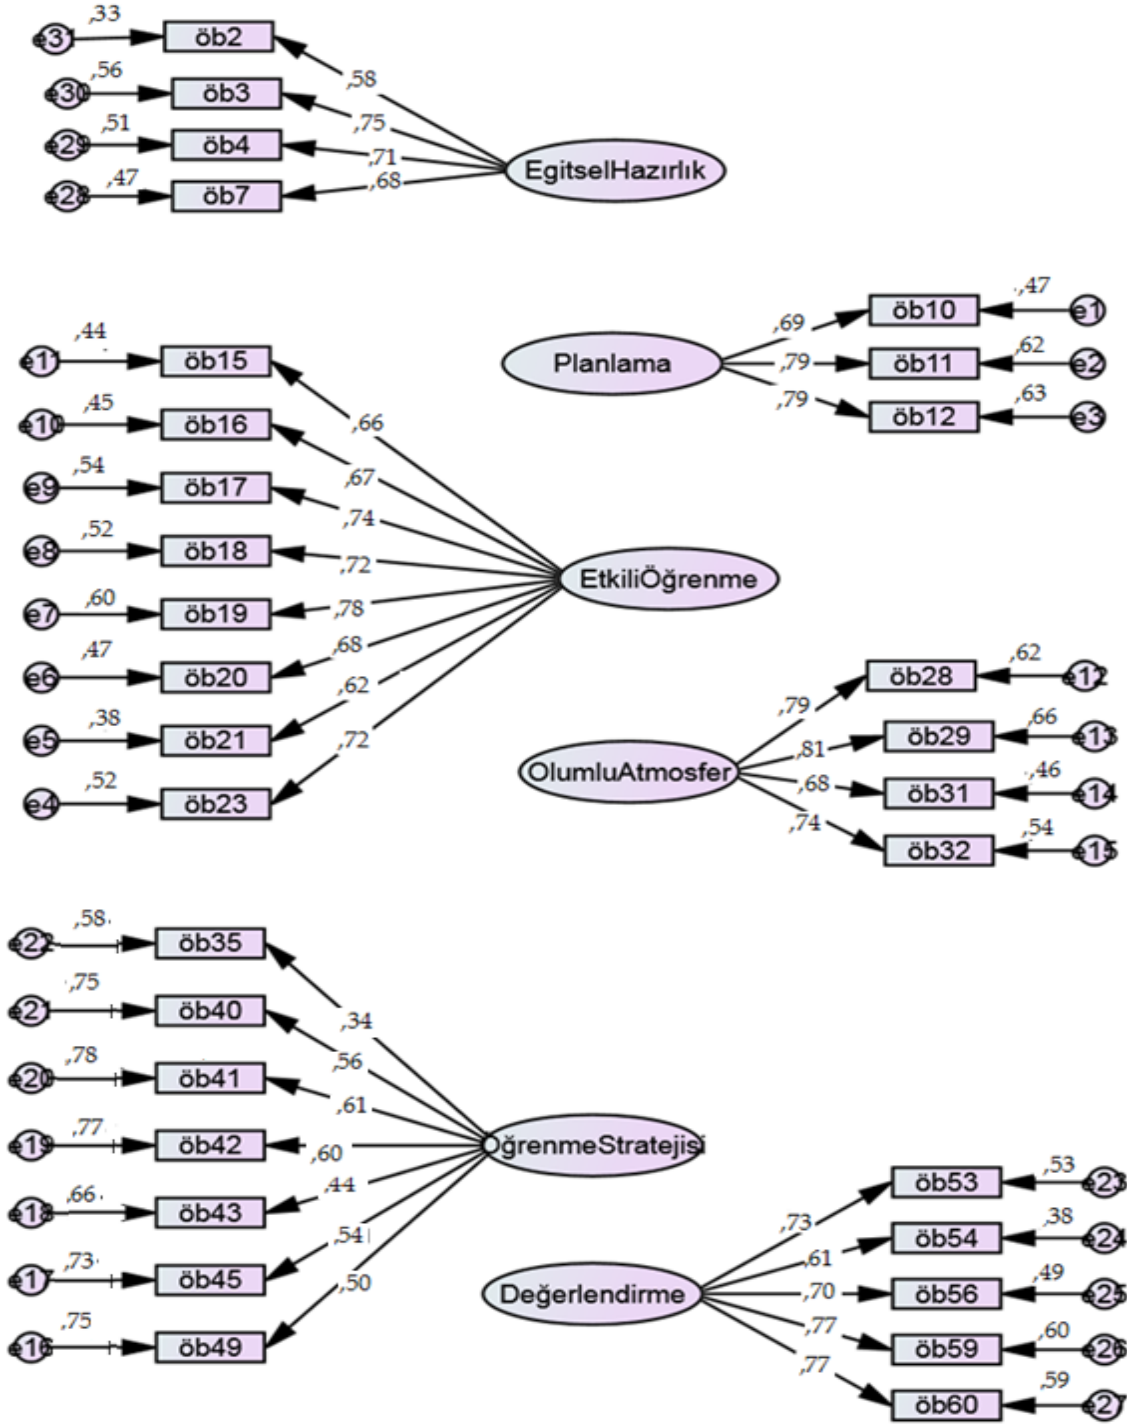 ,33
e31
öb2
,58
,56
e30
öb3
,75
,51
e29
öb4
,71
,47
e28
öb7
,68
EgitselHazırlık
,47
öb10
e1
,69
,62
Planlama
,79
öb11
e2
,63
,79
öb12
e3
,44
e11
öb15
,66
,45
e10
öb16
,67
,54
e9
öb17
,74
,52
e8
öb18
,72
EtkiliÖğrenme
,60
e7
öb19
,78
,47
e6
öb20
,68
,38
e5
öb21
,62
,52
e4
öb23
,72
,62
öb28
e12
,79
,66
öb29
e13
,81
OlumluAtmosfer
,46
öb31
e14
,68
,54
öb32
e15
,74
,58
e22
öb35
,34
,75
e21
öb40
,56
,78
e20
öb41
,61
,77
e19
öb42
,60
ÖğrenmeStratejisi
,66
e18
öb43
,44
,73
e17
öb45
,54
,75
e16
öb49
,50
,53
öb53
e23
,73
,38
öb54
e24
,61
Değerlendirme
,49
,70
öb56
e25
,60
,77
öb59
e26
,59
,77
öb60
e27